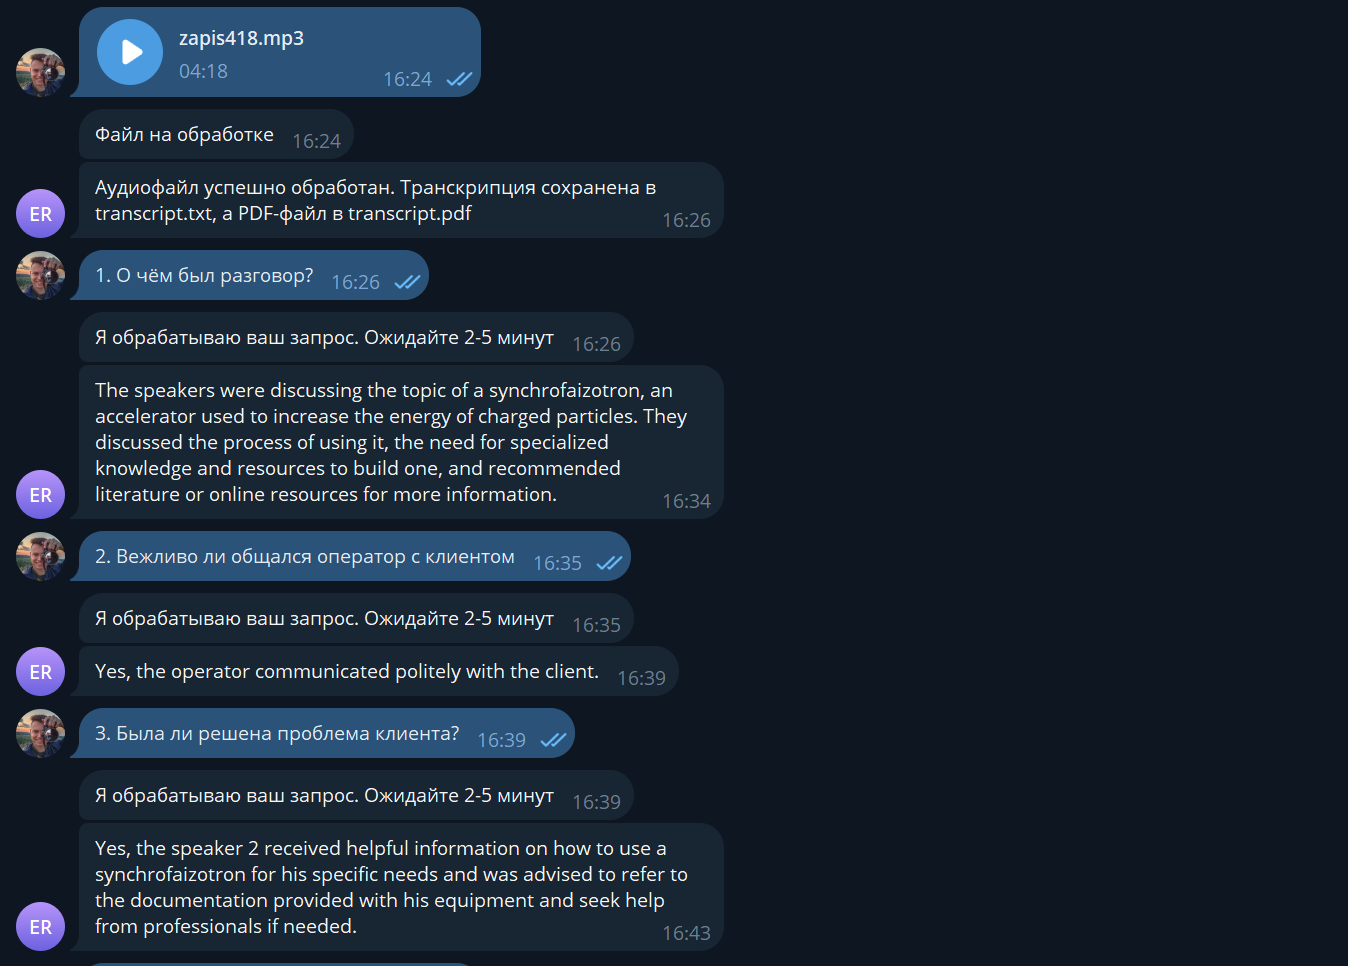 zapis418.mp3
04:18
16:24
Файл на обработке 16:24
Аудиофайл успешно обработан. Транскрипция сохранена в
transcript.txt, а PDF-файл в transcript.pdf
16:26
ER
1. О чём был разговор? 16:26
Я обрабатываю ваш запрос. Ожидайте 2-5 минут 16:26
The speakers were discussing the topic of a synchrofaizotron, an
accelerator used to increase the energy of charged particles. They
discussed the process of using it, the need for specialized
knowledge and resources to build one, and recommended
literature or online resources for more information.
16:34
ER
2. Вежливо ли общался оператор с клиентом 16:35
Я обрабатываю ваш запрос. Ожидайте 2-5 минут 16:35
ER
Yes, the operator communicated politely with the client. 16:39
3. Была ли решена проблема клиента? 16:39
Я обрабатываю ваш запрос. Ожидайте 2-5 минут 16:39
Yes, the speaker 2 received helpful information on how to use a
synchrofaizotron for his specific needs and was advised to refer to
the documentation provided with his equipment and seek help
from professionals if needed.
16:43
ER